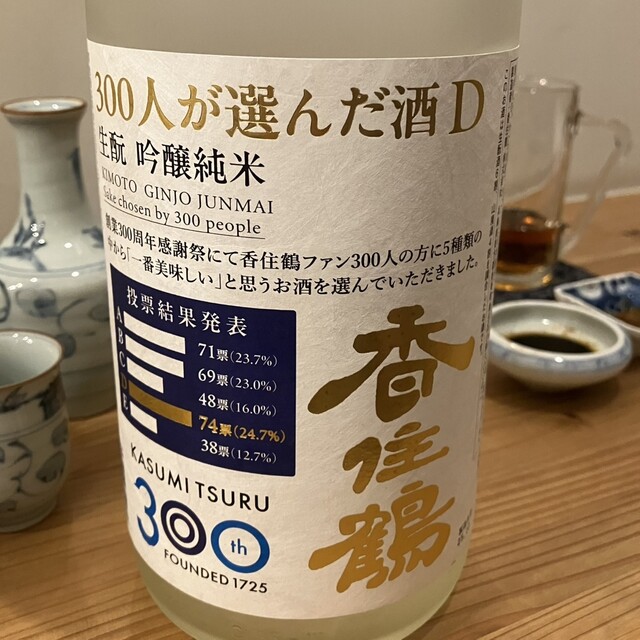 300人が選んだ酒 D
生酛 吟醸純米
KIMOTO GINJO JUNMAI
Sake chosen by 300 people
創業300周年感謝祭にて香住鶴ファン300人の方に5種類の
中から「一番美味しい」と思うお酒を選んでいただきました。
投票結果発表
A 71票(23.7%)
B 69票(23.0%)
C 48票(16.0%)
D 74票(24.7%)
E 38票(12.7%)
香住鶴
KASUMI TSURU
300th
FOUNDED 1725